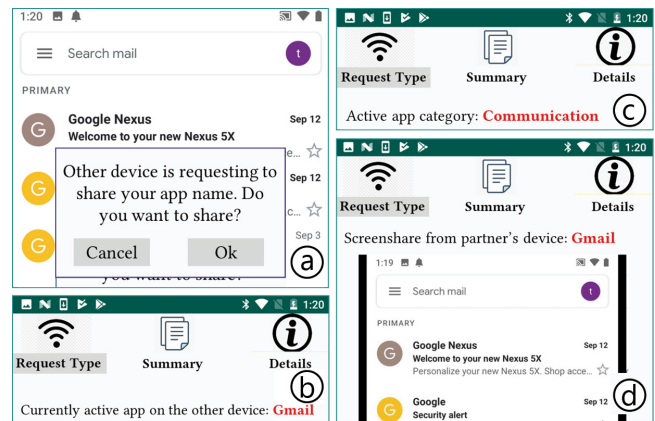 1:20
Search mail
t
PRIMARY
G
Google Nexus
Sep 12
Welcome to your new Nexus 5X
e...
G
Sep 12
c...
G
Sep 3
Other device is requesting to
share your app name. Do
you want to share?
Cancel
Ok
you want to share?
a
1:20
Request Type
Summary
Details
b
Currently active app on the other device: Gmail
1:20
Request Type
Summary
Details
Active app category: Communication
c
1:20
Request Type
Summary
Details
Screenshare from partner's device: Gmail
1:19
Search mail
t
PRIMARY
G
Google Nexus
Sep 12
Welcome to your new Nexus 5X
Personalize your new Nexus 5X. Shop acce...
G
Google
Sep 12
Security alert
d